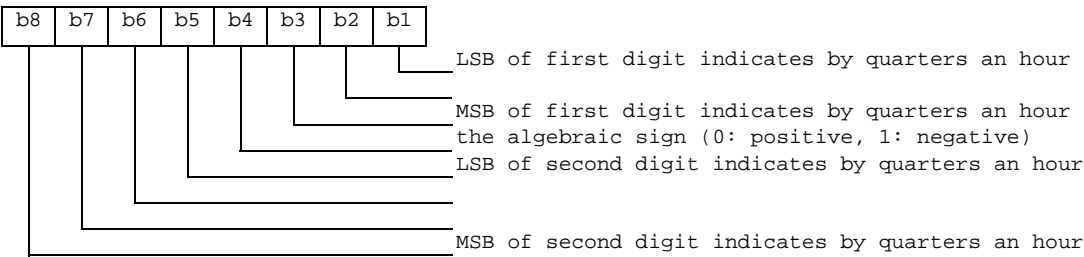 b8 b7 b6 b5 b4 b3 b2 b1
LSB of first digit indicates by quarters an hour
MSB of first digit indicates by quarters an hour
the algebraic sign (0: positive, 1: negative)
LSB of second digit indicates by quarters an hour
MSB of second digit indicates by quarters an hour